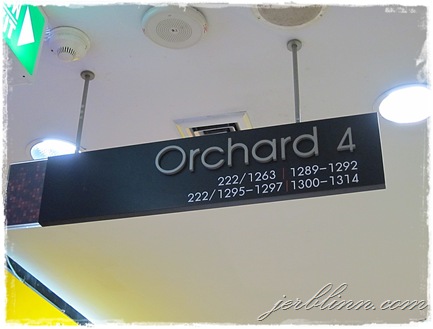 Orchard 4
222/1263 | 1289-1292
222/1295-1297 | 1300-1314
jerblinn.com